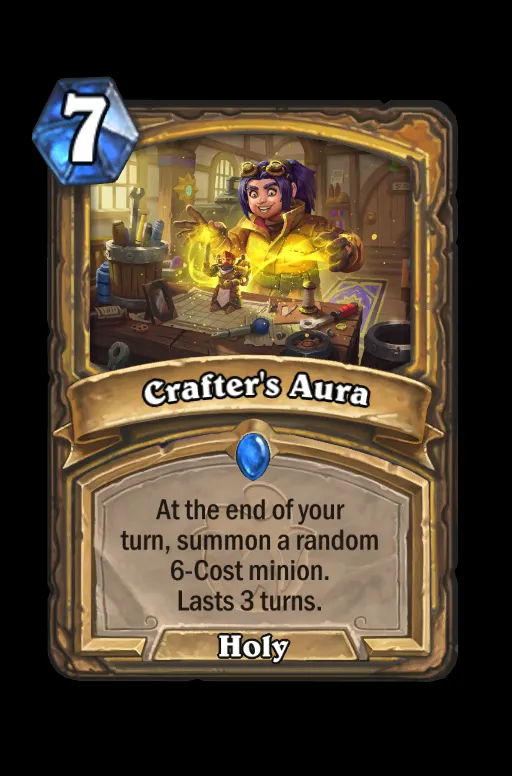 7
Crafter's Aura
At the end of your
turn, summon a random
6-Cost minion.
Lasts 3 turns.
Holy